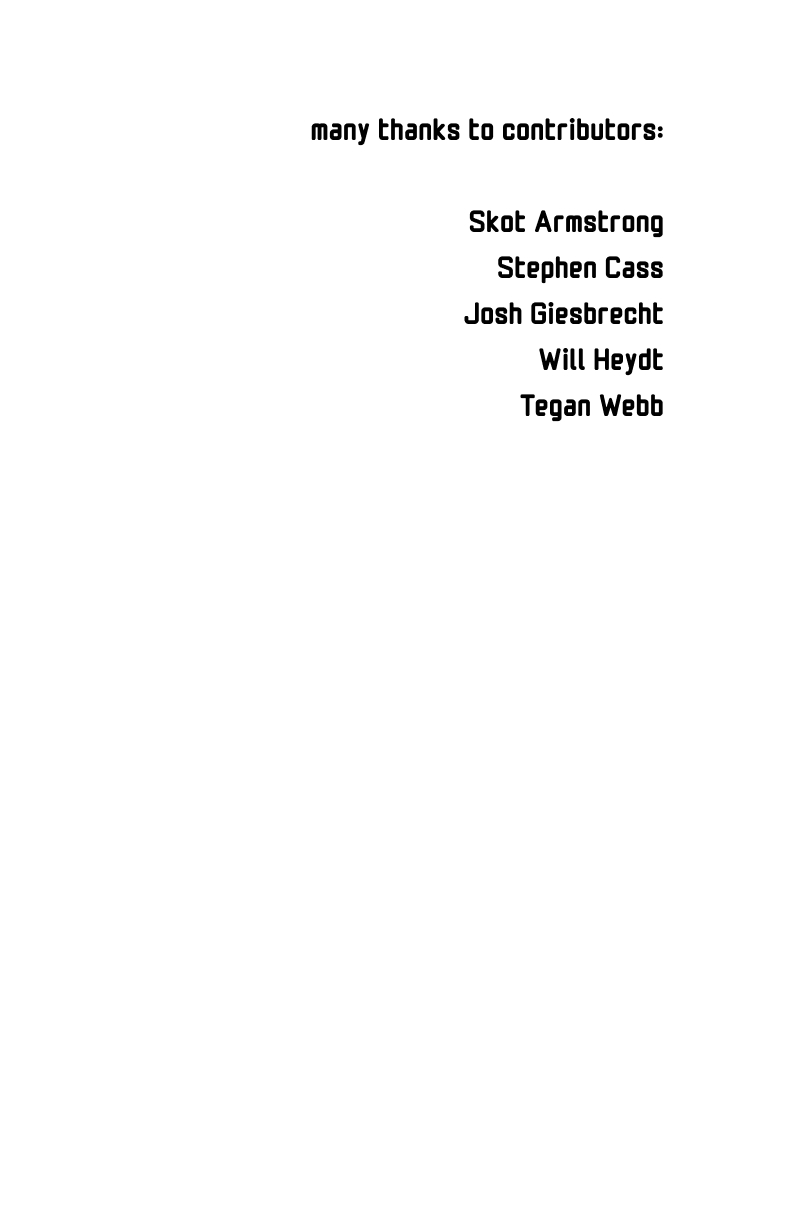 many thanks to contributors:
Skot Armstrong
Stephen Cass
Josh Giesbrecht
Will Heydt
Tegan Webb